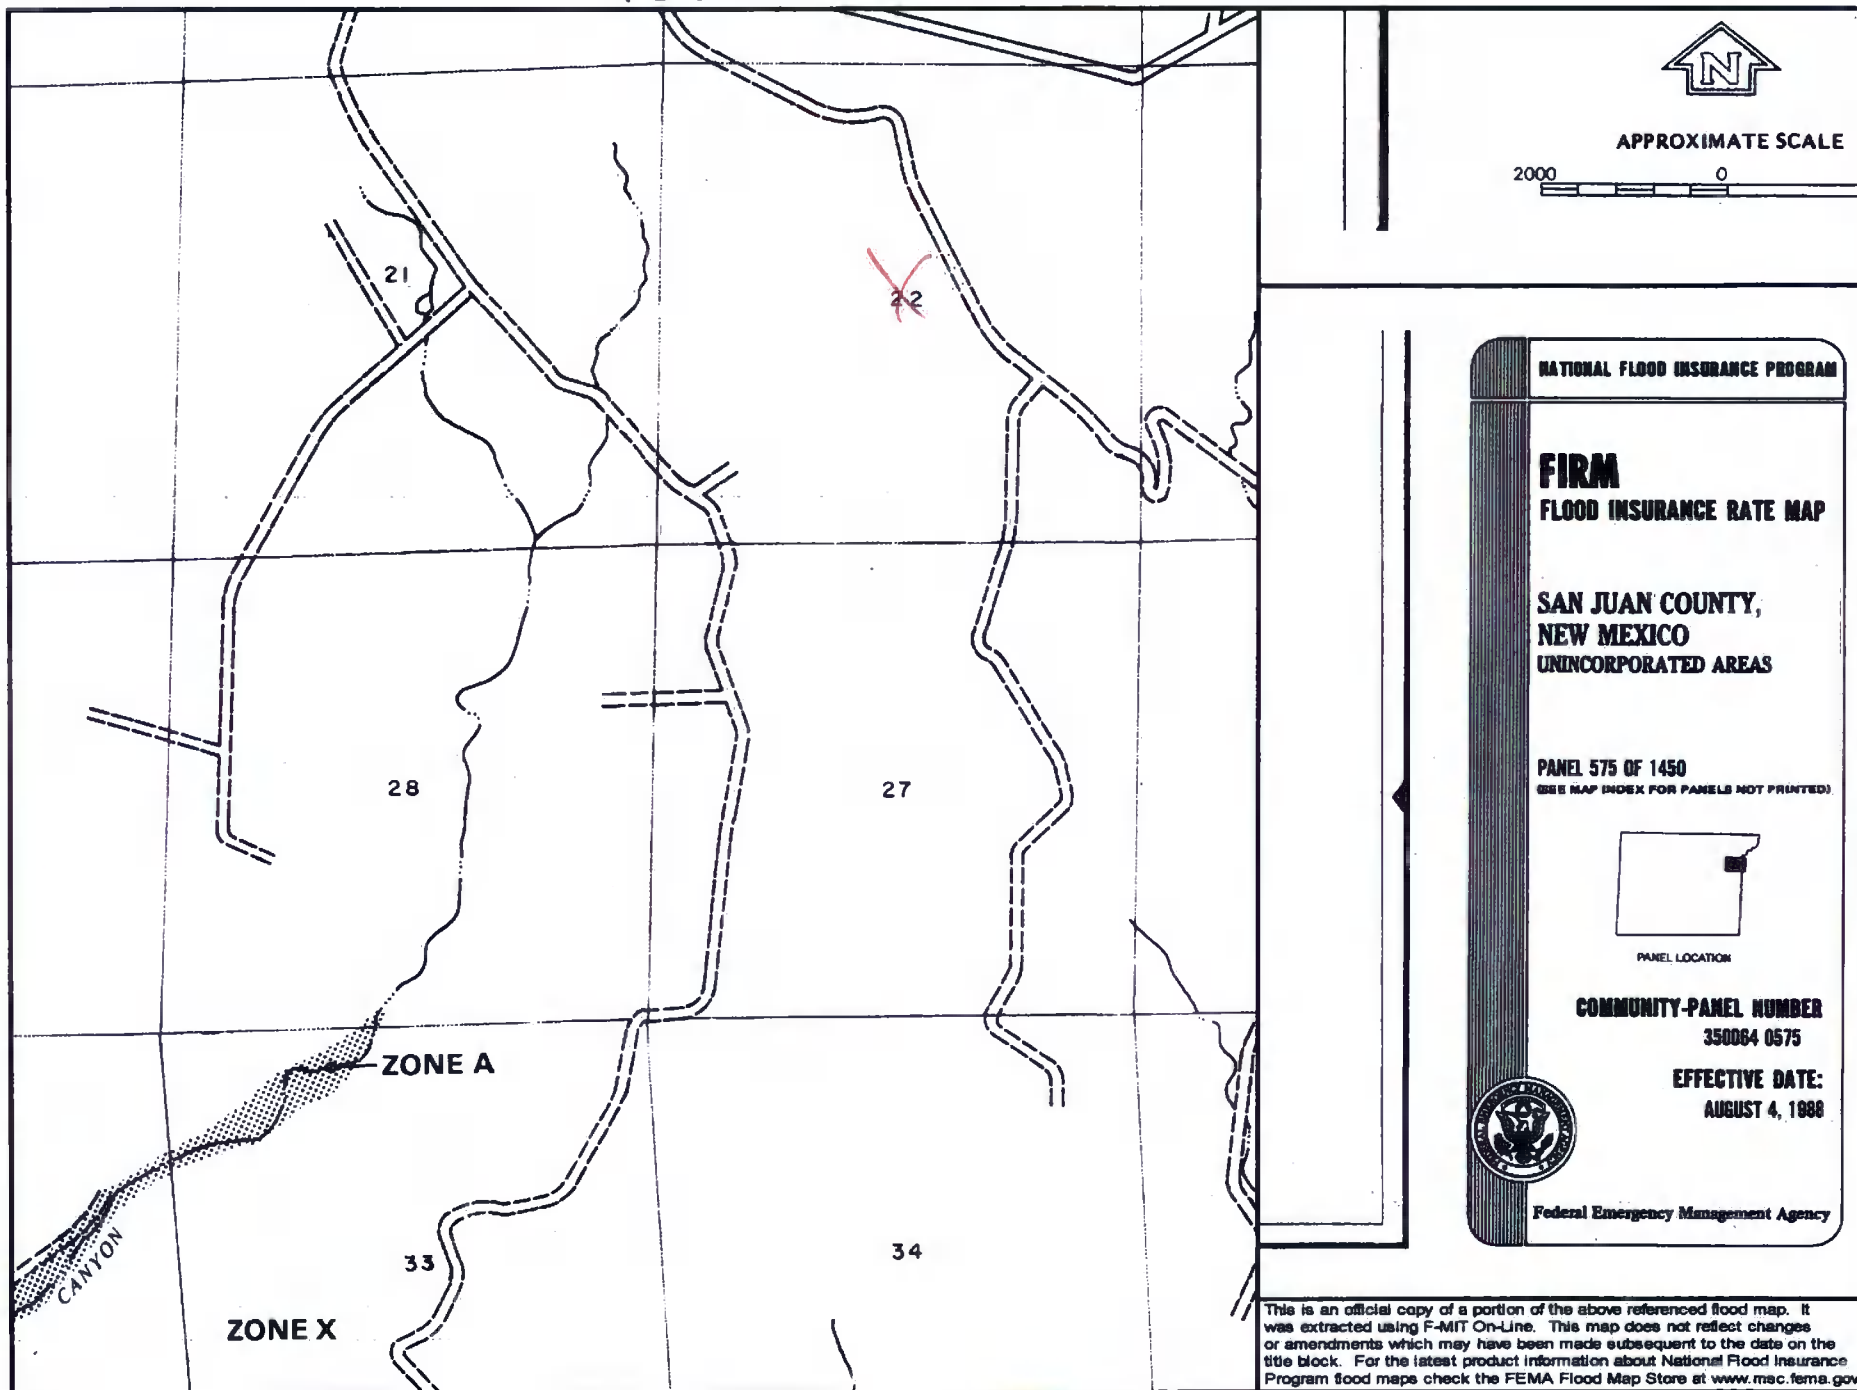 N
APPROXIMATE SCALE
2000 0
21
22
28
27
ZONE A
CANYON
33
34
ZONE X
NATIONAL FLOOD INSURANCE PROGRAM
FIRM
FLOOD INSURANCE RATE MAP
SAN JUAN COUNTY,
NEW MEXICO
UNINCORPORATED AREAS
PANEL 575 OF 1450
(SEE MAP INDEX FOR PANELS NOT PRINTED)
PANEL LOCATION
COMMUNITY-PANEL NUMBER
350064 0575
EFFECTIVE DATE:
AUGUST 4, 1988
Federal Emergency Management Agency
This is an official copy of a portion of the above referenced flood map. It
was extracted using F-MIT On-Line. This map does not reflect changes
or amendments which may have been made subsequent to the date on the
title block. For the latest product information about National Flood Insurance
Program flood maps check the FEMA Flood Map Store at www.msc.fema.gov